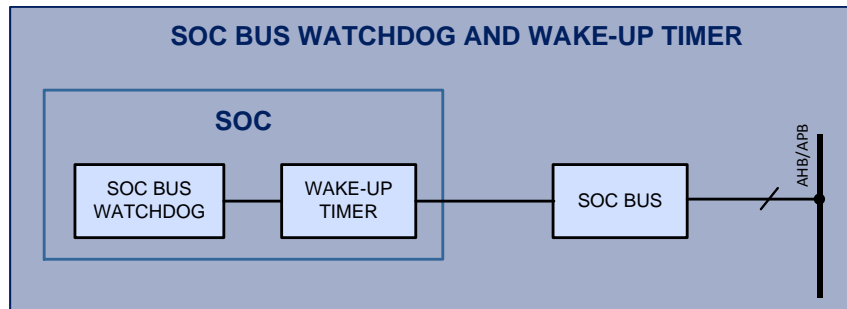 SOC BUS WATCHDOG AND WAKE-UP TIMER
SOC
SOC BUS
WATCHDOG
WAKE-UP
TIMER
SOC BUS
AHB/APB